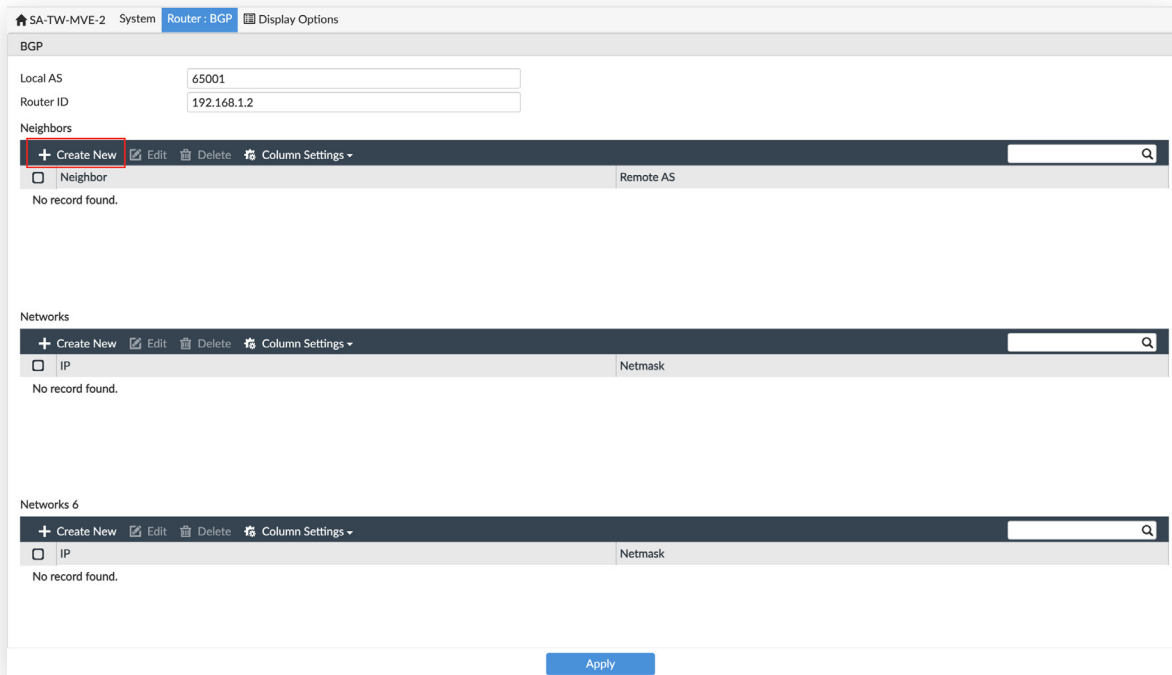 SA-TW-MVE-2 System Router : BGP Display Options
BGP
Local AS 65001
Router ID 192.168.1.2
Neighbors
Create New Edit Delete Column Settings
Neighbor Remote AS
No record found.
Networks
Create New Edit Delete Column Settings
IP Netmask
No record found.
Networks 6
Create New Edit Delete Column Settings
IP Netmask
No record found.
Apply